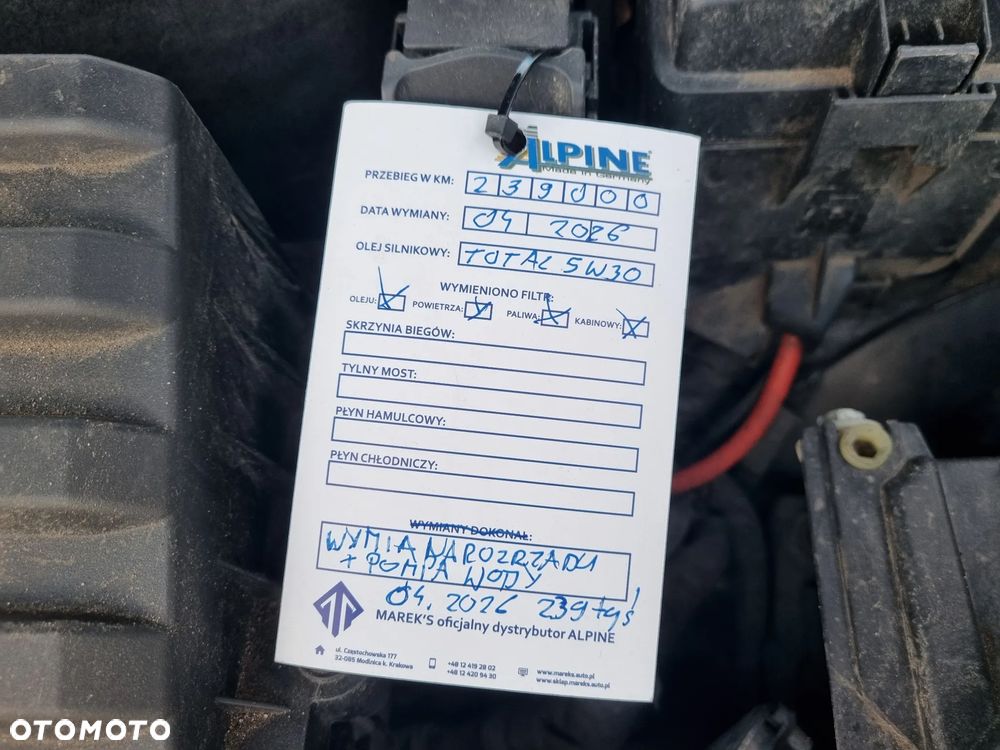 ALPINE
Made in Germany
PRZEBIEG W KM: 239000
DATA WYMIANY: 04 2026
OLEJ SILNIKOWY: TOTAL 5W30
WYMIENIONO FILTR:
OLEJU: POWIETRZA: PALIWA: KABINOWY:
SKRZYNIA BIEGÓW:
TYLNY MOST:
PŁYN HAMULCOWY:
PŁYN CHŁODNICZY:
WYMIANY DOKONAŁ:
WYMIANA ROZRZĄDU
+ POMPA WODY
04. 2026 239 tyś
MAREK'S oficjalny dystrybutor ALPINE
ul. Częstochowska 177
32-085 Modlnica k. Krakowa
+48 12 419 28 02
+48 12 420 94 30
www.mareks.auto.pl
www.sklep.mareks.auto.pl
OTOMOTO